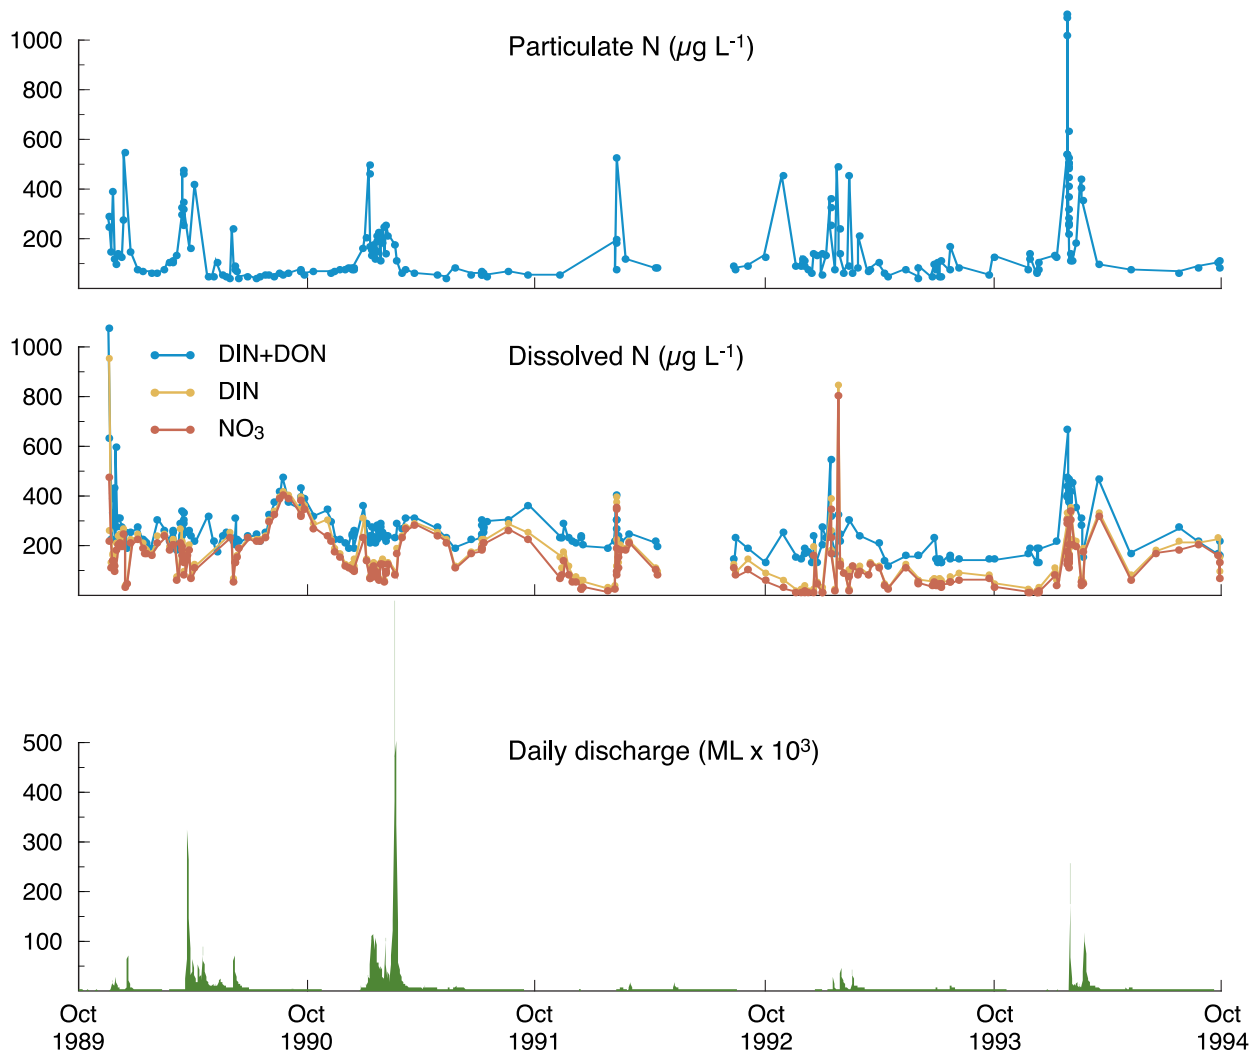 Particulate N (µg L⁻¹)
1000
800
600
400
200
Dissolved N (µg L⁻¹)
DIN+DON
DIN
NO₃
1000
800
600
400
200
Daily discharge (ML x 10³)
500
400
300
200
100
Oct Oct Oct Oct Oct Oct
1989 1990 1991 1992 1993 1994